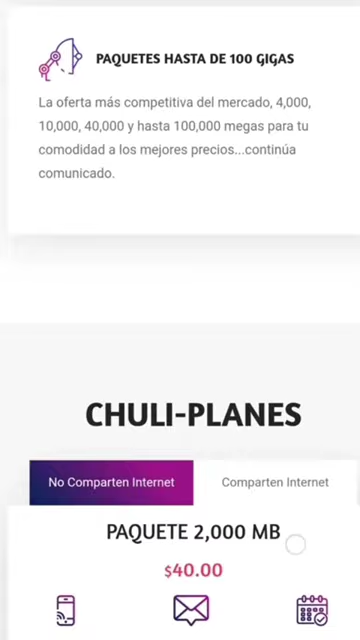 PAQUETES HASTA DE 100 GIGAS
La oferta más competitiva del mercado, 4,000,
10,000, 40,000 y hasta 100,000 megas para tu
comodidad a los mejores precios...continúa
comunicado.
CHULI-PLANES
No Comparten Internet
Comparten Internet
PAQUETE 2,000 MB
$40.00